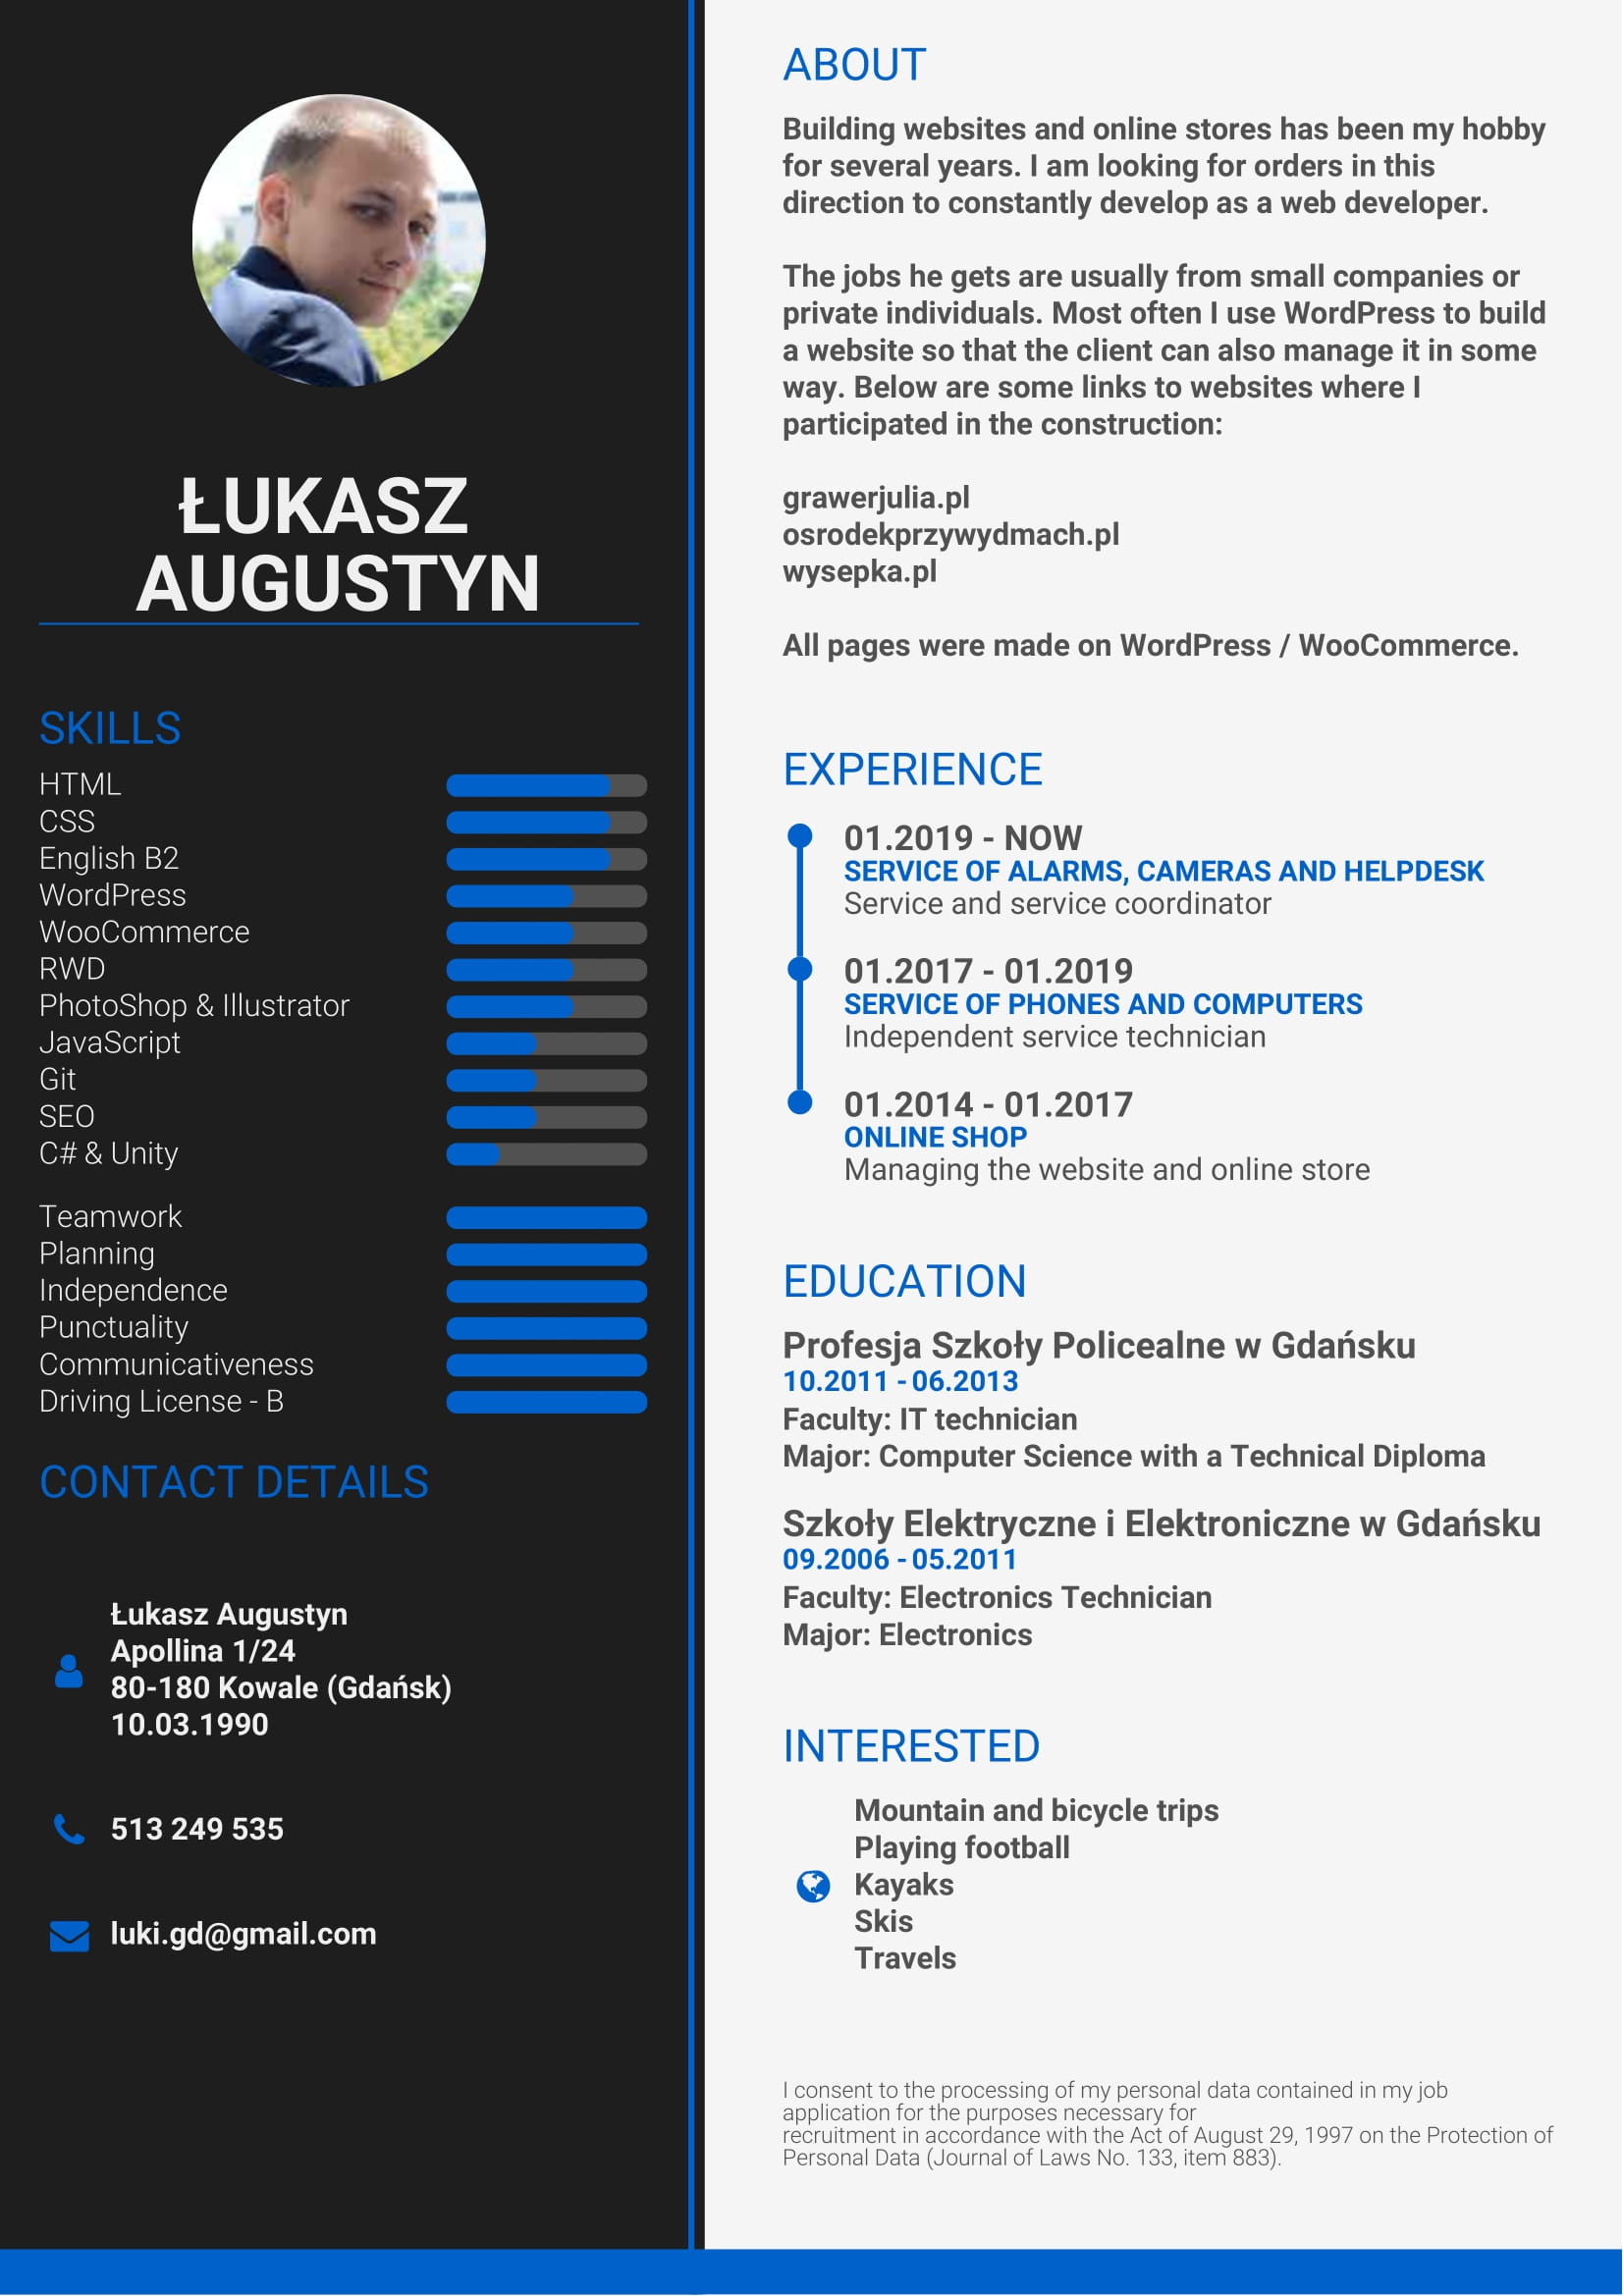 ŁUKASZ
AUGUSTYN
SKILLS
HTML
CSS
English B2
WordPress
WooCommerce
RWD
PhotoShop & Illustrator
JavaScript
Git
SEO
C# & Unity
Teamwork
Planning
Independence
Punctuality
Communicativeness
Driving License - B
CONTACT DETAILS
Łukasz Augustyn
Apollina 1/24
80-180 Kowale (Gdańsk)
10.03.1990
513 249 535
luki.gd@gmail.com
ABOUT
Building websites and online stores has been my hobby
for several years. I am looking for orders in this
direction to constantly develop as a web developer.
The jobs he gets are usually from small companies or
private individuals. Most often I use WordPress to build
a website so that the client can also manage it in some
way. Below are some links to websites where I
participated in the construction:
grawerjulia.pl
osrodekprzywydmach.pl
wysepka.pl
All pages were made on WordPress / WooCommerce.
EXPERIENCE
01.2019 - NOW
SERVICE OF ALARMS, CAMERAS AND HELPDESK
Service and service coordinator
01.2017 - 01.2019
SERVICE OF PHONES AND COMPUTERS
Independent service technician
01.2014 - 01.2017
ONLINE SHOP
Managing the website and online store
EDUCATION
Profesja Szkoły Policealne w Gdańsku
10.2011 - 06.2013
Faculty: IT technician
Major: Computer Science with a Technical Diploma
Szkoły Elektryczne i Elektroniczne w Gdańsku
09.2006 - 05.2011
Faculty: Electronics Technician
Major: Electronics
INTERESTED
Mountain and bicycle trips
Playing football
Kayaks
Skis
Travels
I consent to the processing of my personal data contained in my job
application for the purposes necessary for
recruitment in accordance with the Act of August 29, 1997 on the Protection of
Personal Data (Journal of Laws No. 133, item 883).